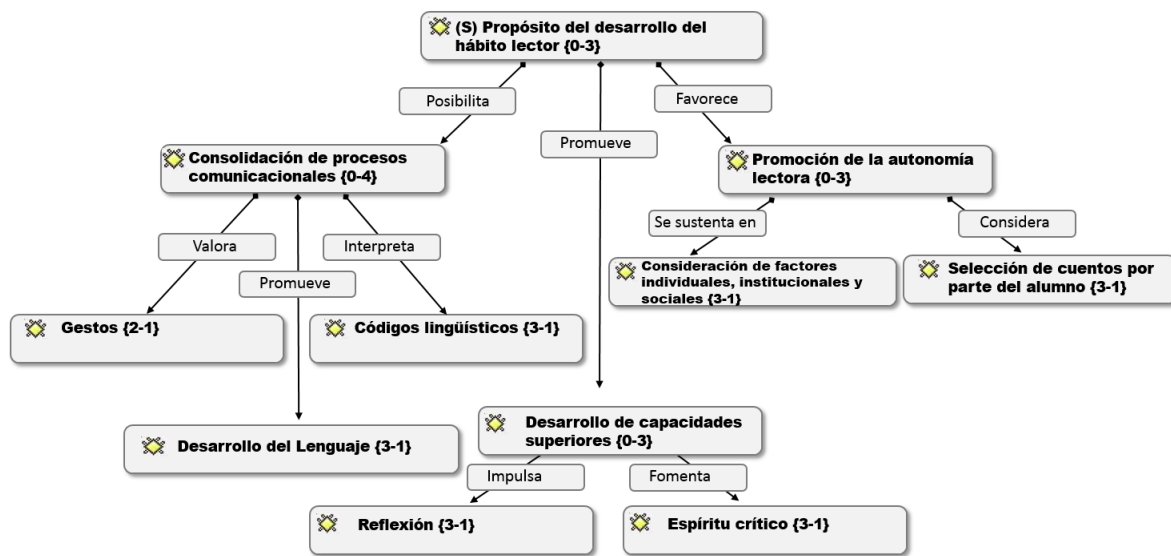 (S) Propósito del desarrollo del
hábito lector {0-3}
Posibilita
Favorece
Promueve
Consolidación de procesos
comunicacionales {0-4}
Promoción de la autonomía
lectora {0-3}
Valora
Interpreta
Promueve
Se sustenta en
Considera
Consideración de factores
individuales, institucionales y
sociales {3-1}
Selección de cuentos por
parte del alumno {3-1}
Gestos {2-1}
Códigos lingüísticos {3-1}
Desarrollo del Lenguaje {3-1}
Desarrollo de capacidades
superiores {0-3}
Impulsa
Fomenta
Reflexión {3-1}
Espíritu crítico {3-1}